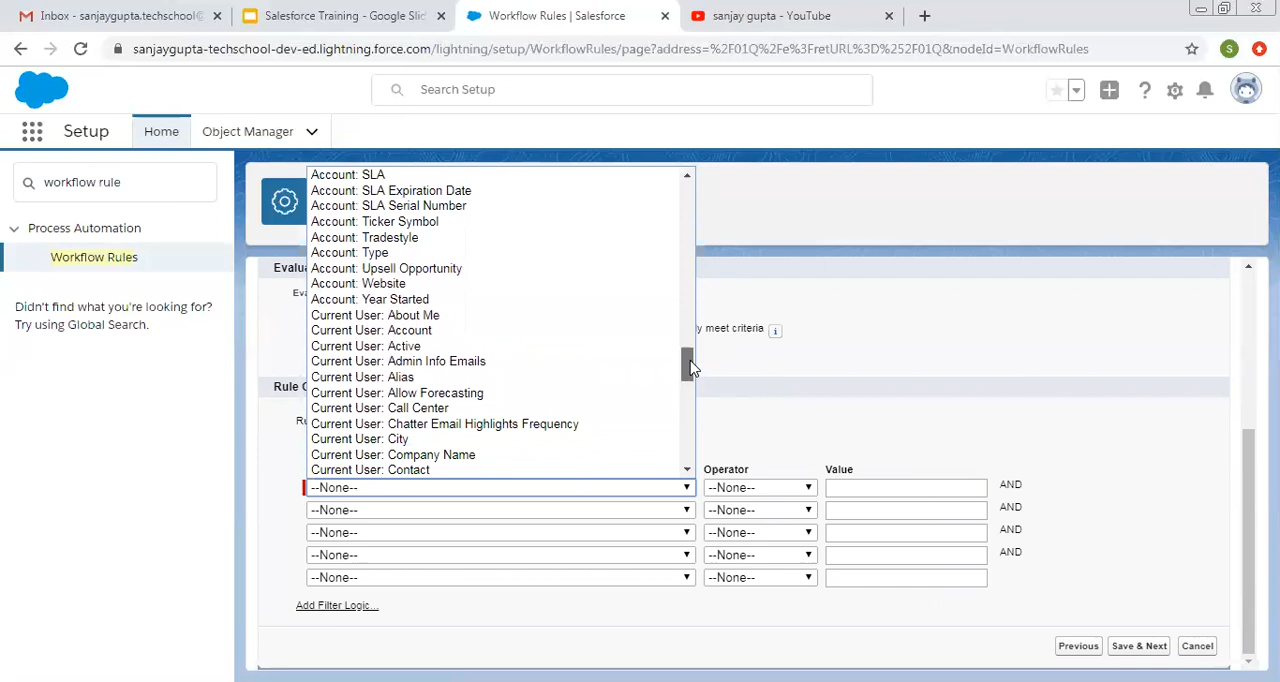 Inbox - sanjaygupta.techschool@
Salesforce Training - Google Slid
Workflow Rules | Salesforce
sanjay gupta - YouTube
sanjaygupta-techschool-dev-ed.lightning.force.com/lightning/setup/WorkflowRules/page?address=%2F01Q%2Fe%3FretURL%3D%252F01Q&nodeId=WorkflowRules
S
Search Setup
Setup
Home
Object Manager
workflow rule
Process Automation
Workflow Rules
Didn't find what you're looking for?
Try using Global Search.
Account: SLA
Account: SLA Expiration Date
Account: SLA Serial Number
Account: Ticker Symbol
Account: Tradestyle
Account: Type
Account: Upsell Opportunity
Account: Website
Account: Year Started
Current User: About Me
Current User: Account
Current User: Active
Current User: Admin Info Emails
Current User: Alias
Current User: Allow Forecasting
Current User: Call Center
Current User: Chatter Email Highlights Frequency
Current User: City
Current User: Company Name
Current User: Contact
Evalua
Eva
y meet criteria
Rule C
Ru
Operator Value
--None-- --None-- AND
--None-- --None-- AND
--None-- --None-- AND
--None-- --None-- AND
--None-- --None--
Add Filter Logic...
Previous Save & Next Cancel